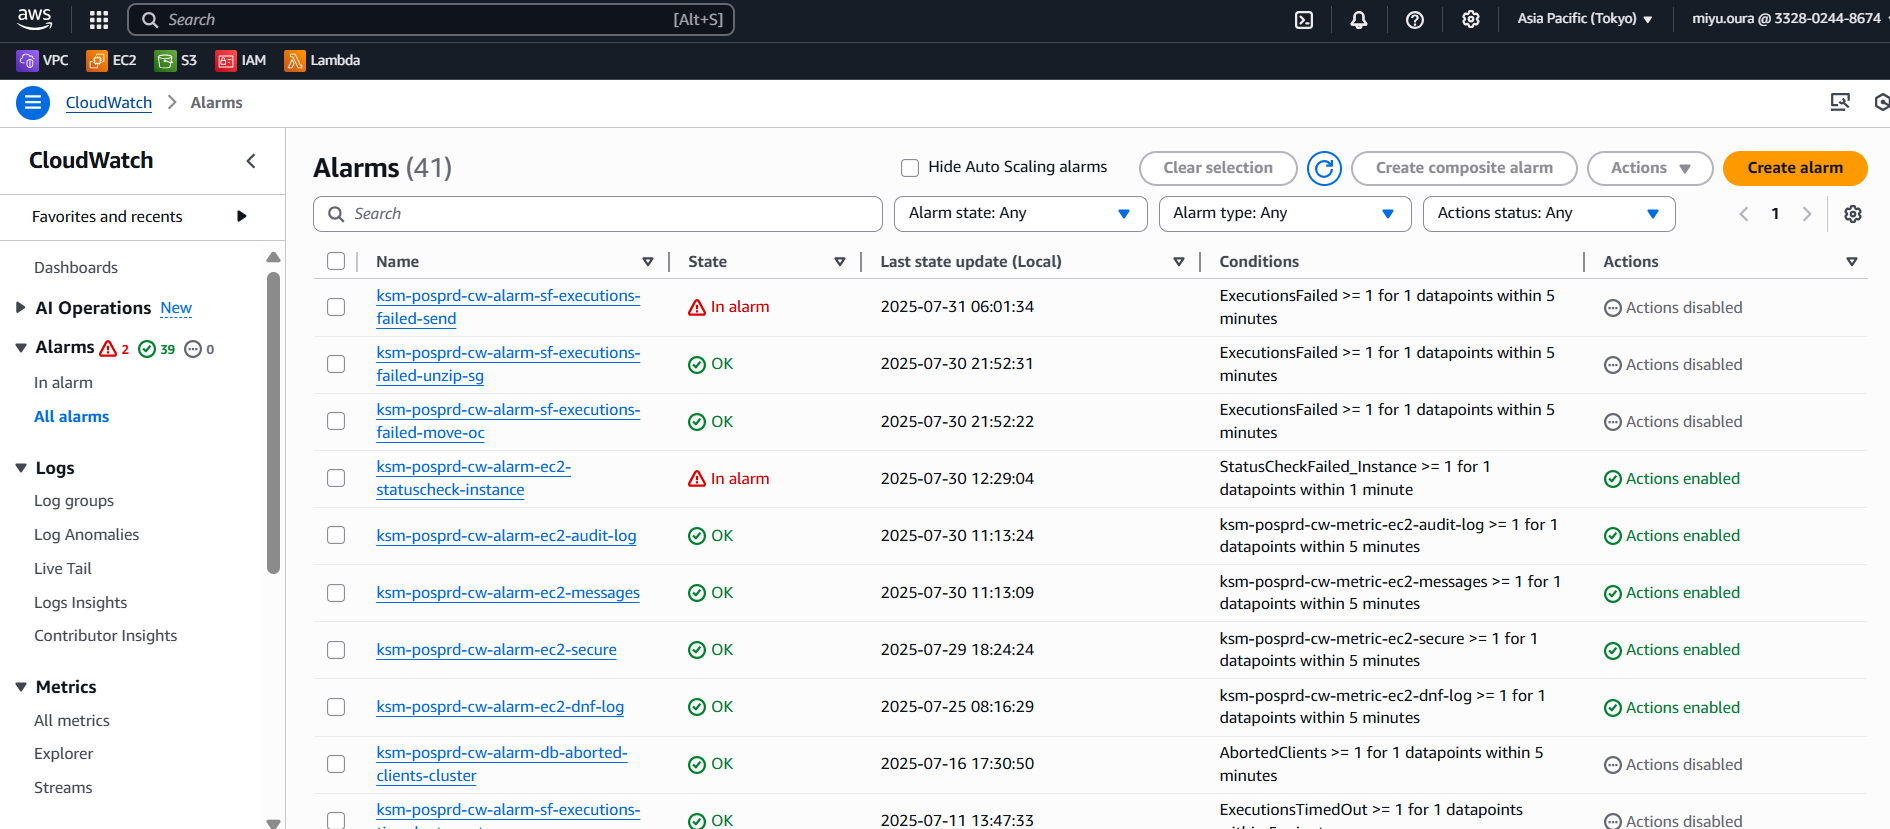 aws
Search [Alt+S]
Asia Pacific (Tokyo)
miyu.oura @ 3328-0244-8674
VPC
EC2
S3
IAM
Lambda
CloudWatch
Alarms
CloudWatch
Favorites and recents
Dashboards
AI Operations New
Alarms 2 39 0
In alarm
All alarms
Logs
Log groups
Log Anomalies
Live Tail
Logs Insights
Contributor Insights
Metrics
All metrics
Explorer
Streams
Alarms (41)
Hide Auto Scaling alarms
Clear selection
Create composite alarm
Actions
Create alarm
Search
Alarm state: Any
Alarm type: Any
Actions status: Any
1
Name State Last state update (Local) Conditions Actions
ksm-posprd-cw-alarm-sf-executions-
failed-send
In alarm
2025-07-31 06:01:34
ExecutionsFailed >= 1 for 1 datapoints within 5
minutes
Actions disabled
ksm-posprd-cw-alarm-sf-executions-
failed-unzip-sg
OK
2025-07-30 21:52:31
ExecutionsFailed >= 1 for 1 datapoints within 5
minutes
Actions disabled
ksm-posprd-cw-alarm-sf-executions-
failed-move-oc
OK
2025-07-30 21:52:22
ExecutionsFailed >= 1 for 1 datapoints within 5
minutes
Actions disabled
ksm-posprd-cw-alarm-ec2-
statuscheck-instance
In alarm
2025-07-30 12:29:04
StatusCheckFailed_Instance >= 1 for 1
datapoints within 1 minute
Actions enabled
ksm-posprd-cw-alarm-ec2-audit-log
OK
2025-07-30 11:13:24
ksm-posprd-cw-metric-ec2-audit-log >= 1 for 1
datapoints within 5 minutes
Actions enabled
ksm-posprd-cw-alarm-ec2-messages
OK
2025-07-30 11:13:09
ksm-posprd-cw-metric-ec2-messages >= 1 for 1
datapoints within 5 minutes
Actions enabled
ksm-posprd-cw-alarm-ec2-secure
OK
2025-07-29 18:24:24
ksm-posprd-cw-metric-ec2-secure >= 1 for 1
datapoints within 5 minutes
Actions enabled
ksm-posprd-cw-alarm-ec2-dnf-log
OK
2025-07-25 08:16:29
ksm-posprd-cw-metric-ec2-dnf-log >= 1 for 1
datapoints within 5 minutes
Actions enabled
ksm-posprd-cw-alarm-db-aborted-
clients-cluster
OK
2025-07-16 17:30:50
AbortedClients >= 1 for 1 datapoints within 5
minutes
Actions disabled
ksm-posprd-cw-alarm-sf-executions-
OK
2025-07-11 13:47:33
ExecutionsTimedOut >= 1 for 1 datapoints
Actions disabled